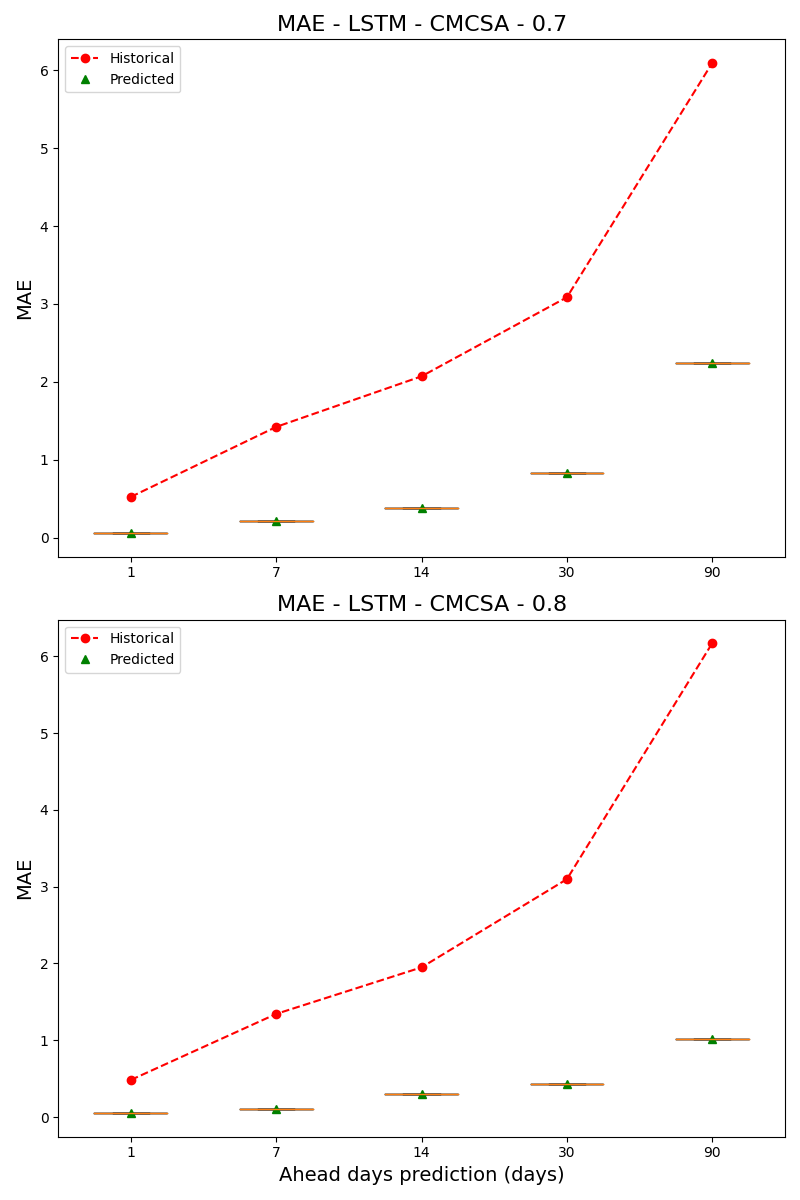 MAE - LSTM - CMCSA - 0.7
Historical
Predicted
MAE
6
5
4
3
2
1
0
1 7 14 30 90
MAE - LSTM - CMCSA - 0.8
Historical
Predicted
MAE
6
5
4
3
2
1
0
1 7 14 30 90
Ahead days prediction (days)